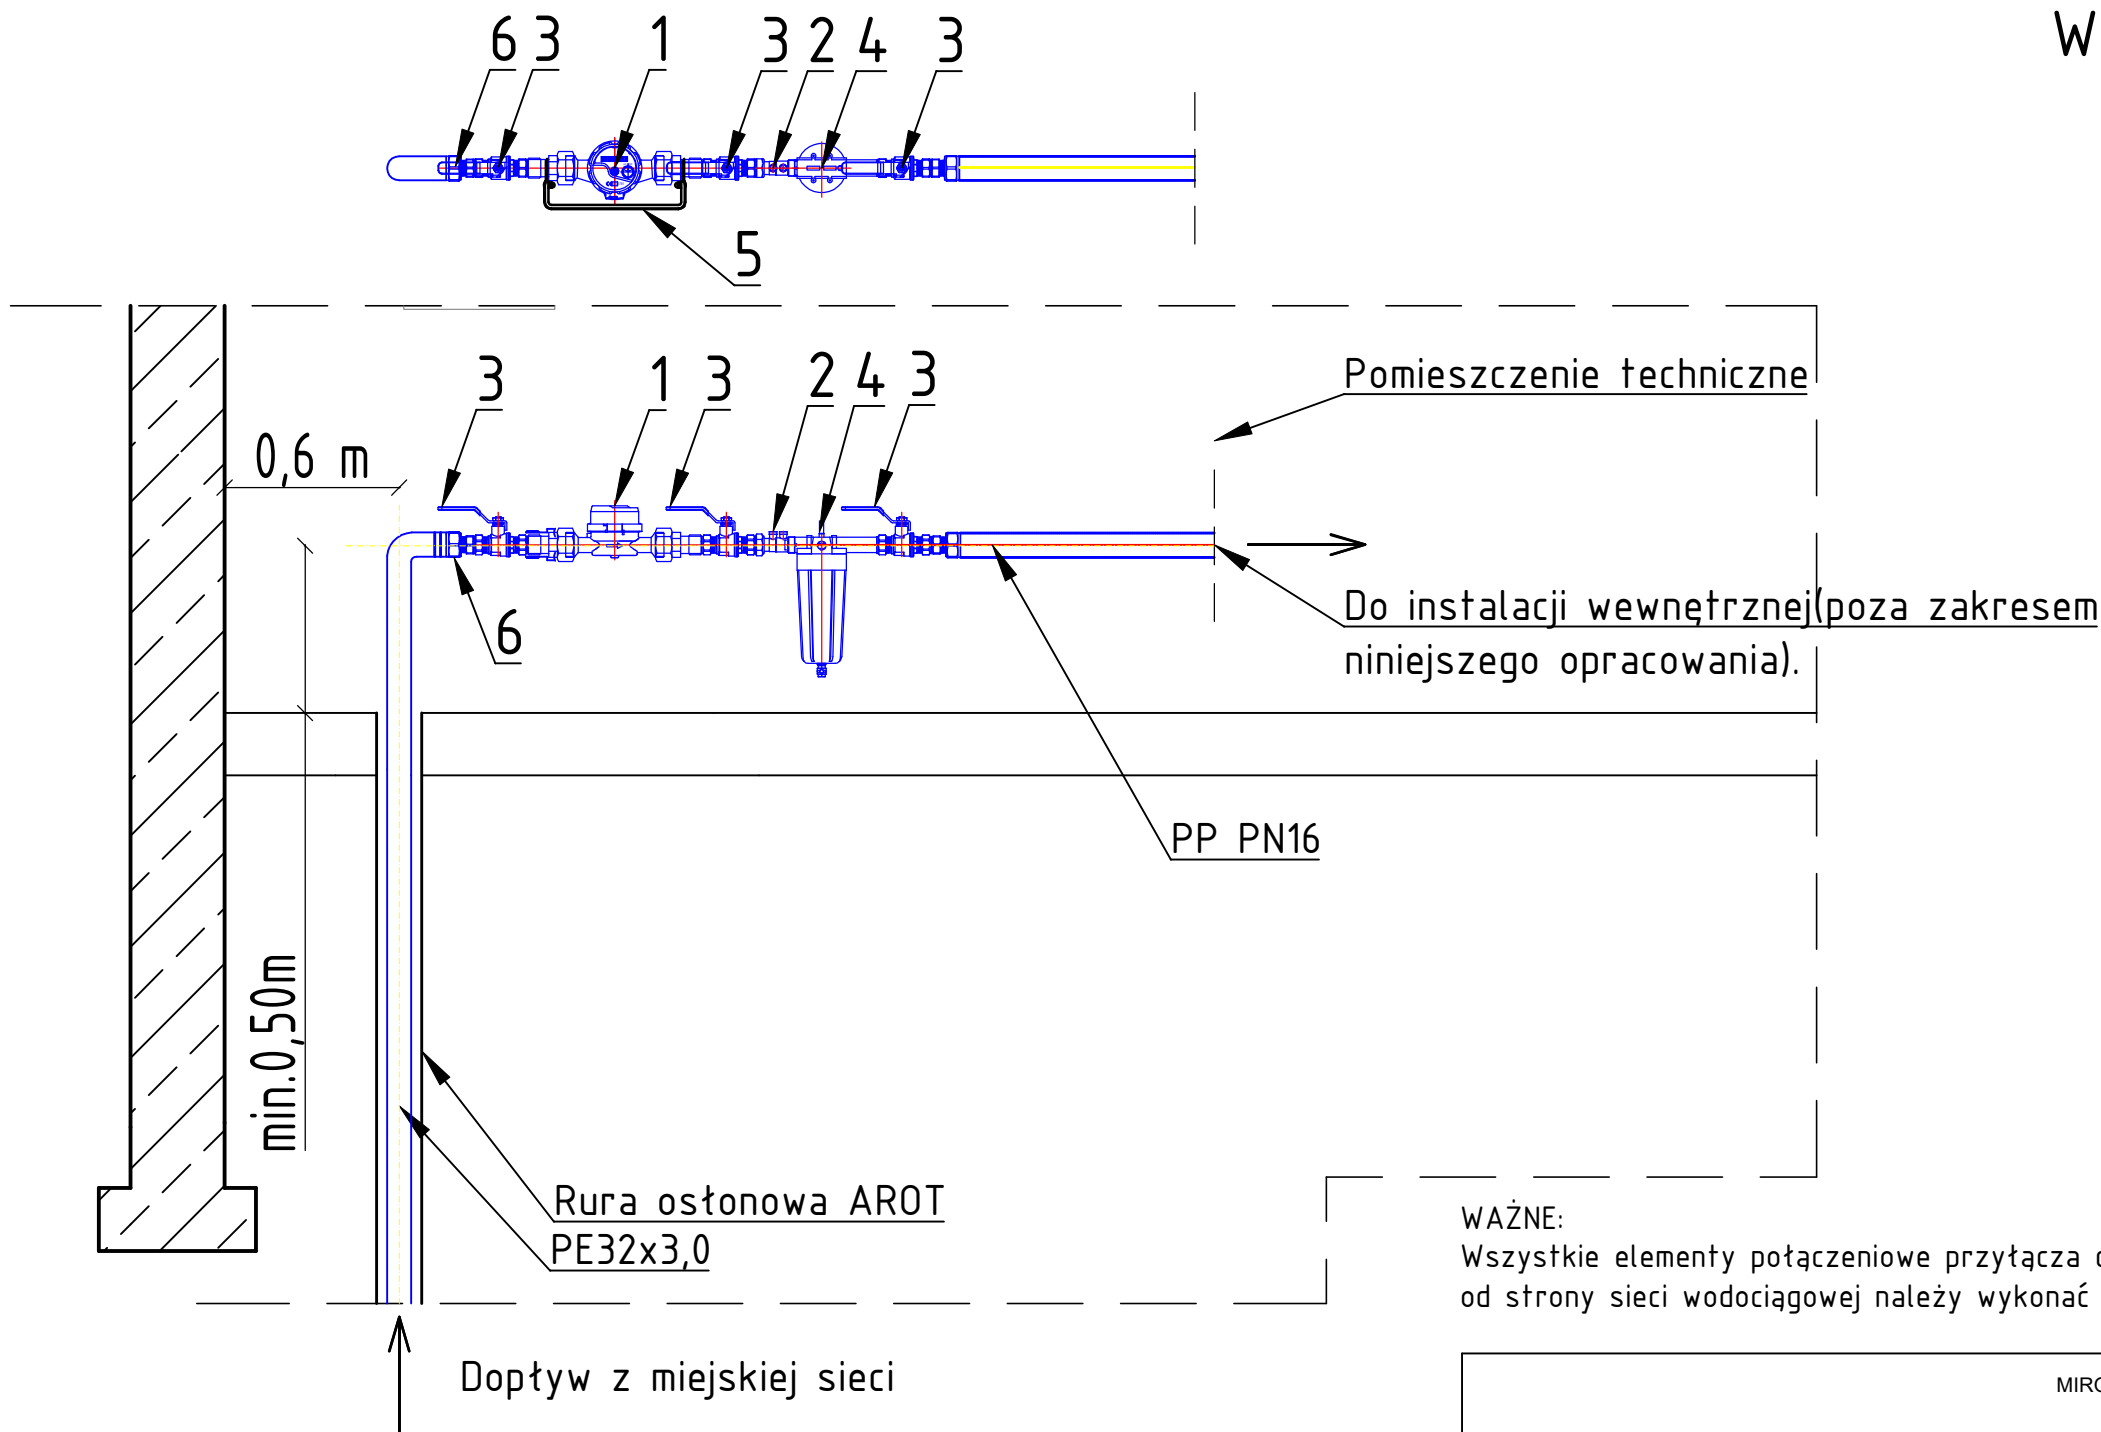 W
6 3 1 3 2 4 3
5
3 1 3 2 4 3
Pomieszczenie techniczne
0,6 m
Do instalacji wewnętrznej(poza zakresem
niniejszego opracowania).
6
PP PN16
min.0,50m
Rura osłonowa AROT
PE32x3,0
WAŻNE:
Wszystkie elementy połączeniowe przyłącza
od strony sieci wodociągowej należy wykonać
Dopływ z miejskiej sieci